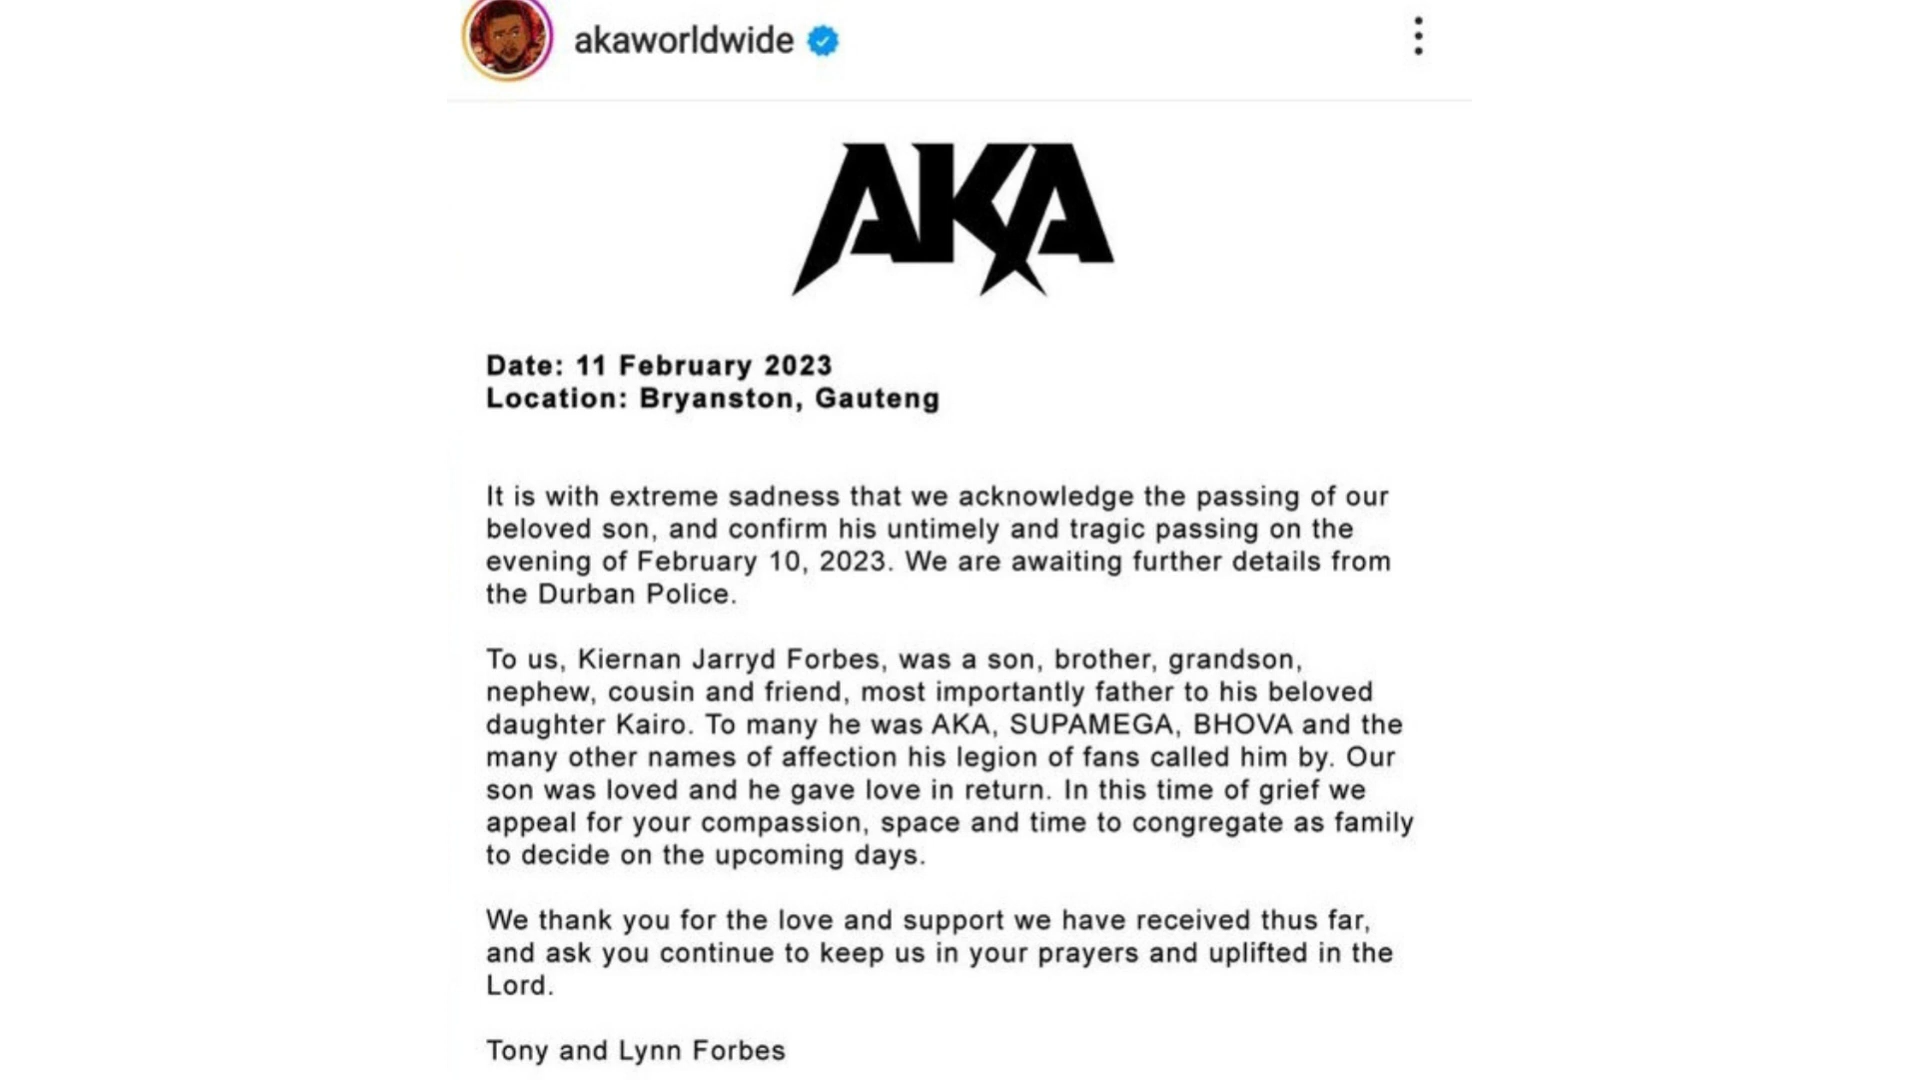 akaworldwide
AKA
Date: 11 February 2023
Location: Bryanston, Gauteng
It is with extreme sadness that we acknowledge the passing of our
beloved son, and confirm his untimely and tragic passing on the
evening of February 10, 2023. We are awaiting further details from
the Durban Police.
To us, Kiernan Jarryd Forbes, was a son, brother, grandson,
nephew, cousin and friend, most importantly father to his beloved
daughter Kairo. To many he was AKA, SUPAMEGA, BHOVA and the
many other names of affection his legion of fans called him by. Our
son was loved and he gave love in return. In this time of grief we
appeal for your compassion, space and time to congregate as family
to decide on the upcoming days.
We thank you for the love and support we have received thus far,
and ask you continue to keep us in your prayers and uplifted in the
Lord.
Tony and Lynn Forbes